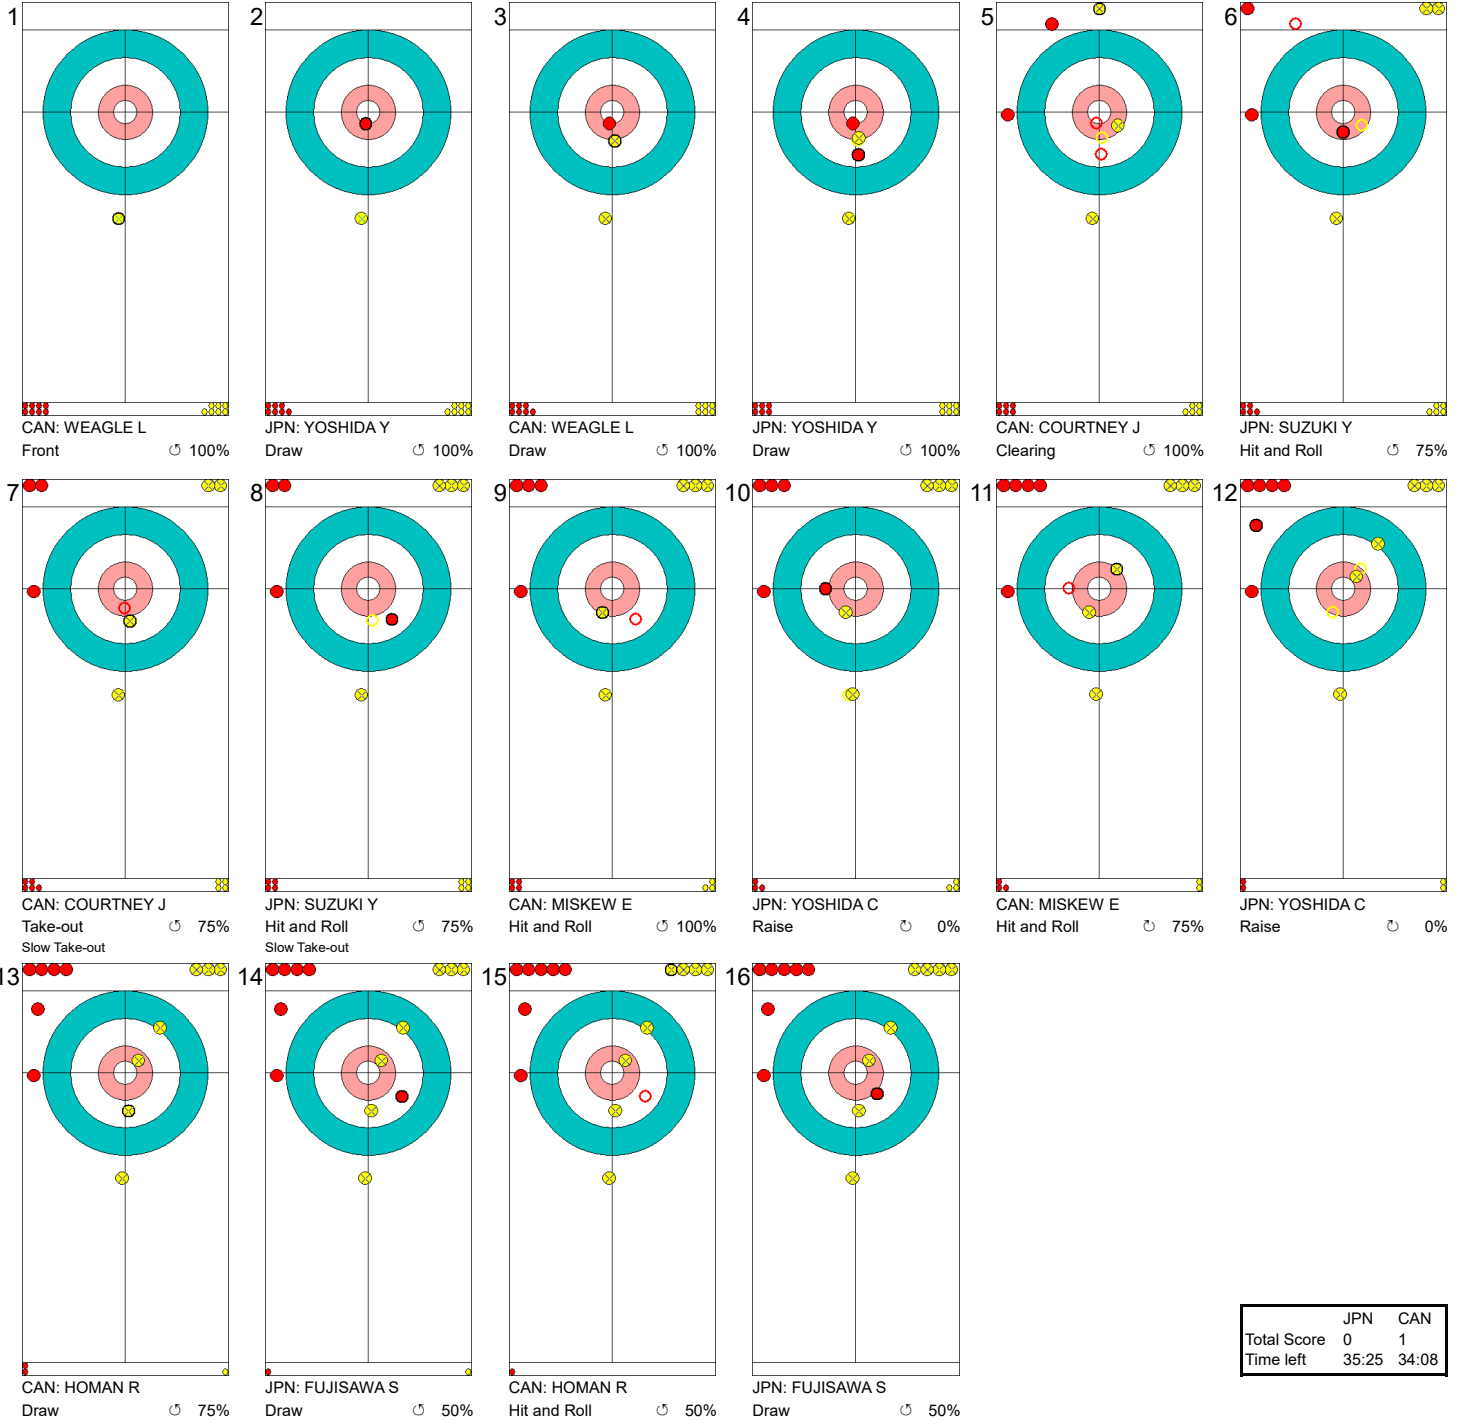 1 2 3 4 5 6
CAN: WEAGLE L JPN: YOSHIDA Y CAN: WEAGLE L JPN: YOSHIDA Y CAN: COURTNEY J JPN: SUZUKI Y
Front ↺ 100% Draw ↺ 100% Draw ↺ 100% Draw ↺ 100% Clearing ↺ 100% Hit and Roll ↺ 75%
7 8 9 10 11 12
CAN: COURTNEY J JPN: SUZUKI Y CAN: MISKEW E JPN: YOSHIDA C CAN: MISKEW E JPN: YOSHIDA C
Take-out ↺ 75% Hit and Roll ↺ 75% Hit and Roll ↺ 100% Raise ↻ 0% Hit and Roll ↺ 75% Raise ↻ 0%
Slow Take-out Slow Take-out
13 14 15 16
CAN: HOMAN R JPN: FUJISAWA S CAN: HOMAN R JPN: FUJISAWA S
Draw ↺ 75% Draw ↺ 50% Hit and Roll ↺ 50% Draw ↺ 50%
JPN CAN
Total Score 0 1
Time left 35:25 34:08